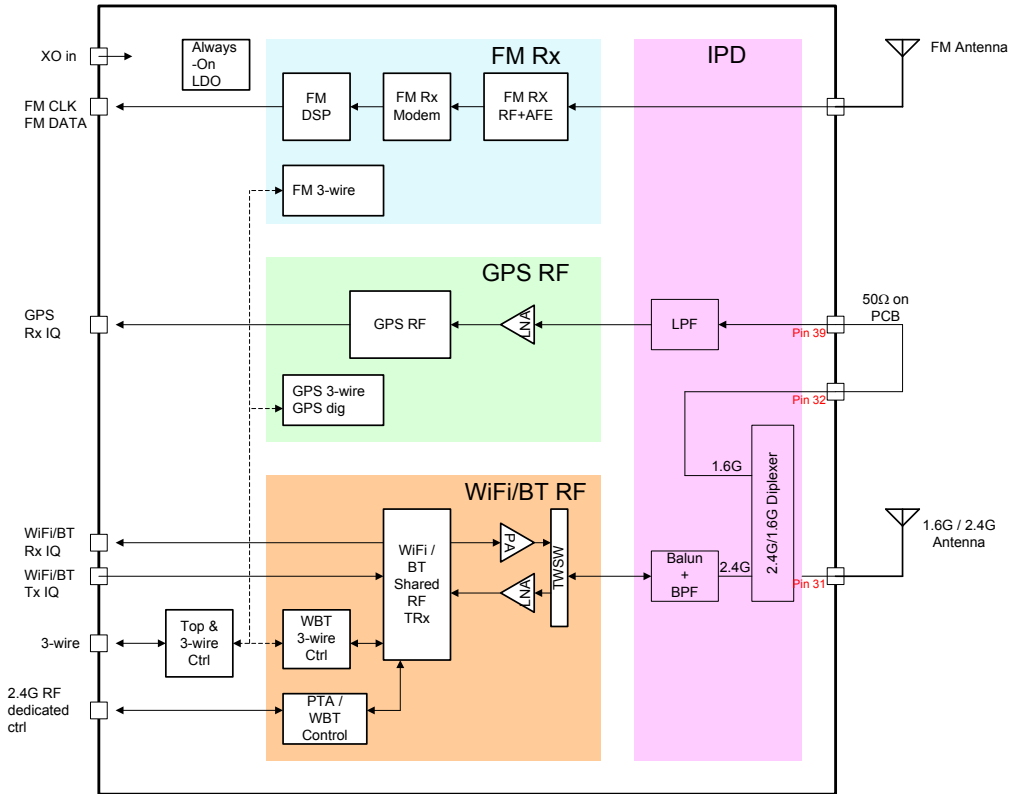 XO in
Always
-On
LDO
FM Rx
IPD
FM Antenna
FM CLK
FM DATA
FM
DSP
FM Rx
Modem
FM RX
RF+AFE
FM 3-wire
GPS RF
GPS
Rx IQ
GPS RF
LNA
LPF
50Ω on
PCB
Pin 39
GPS 3-wire
GPS dig
Pin 32
1.6G
2.4G/1.6G Diplexer
WiFi/BT RF
WiFi/BT
Rx IQ
WiFi/BT
Tx IQ
WiFi /
BT
Shared
RF
TRx
PA
LNA
TWSW
Balun
+
BPF
2.4G
Pin 31
1.6G / 2.4G
Antenna
3-wire
Top &
3-wire
Ctrl
WBT
3-wire
Ctrl
2.4G RF
dedicated
ctrl
PTA /
WBT
Control